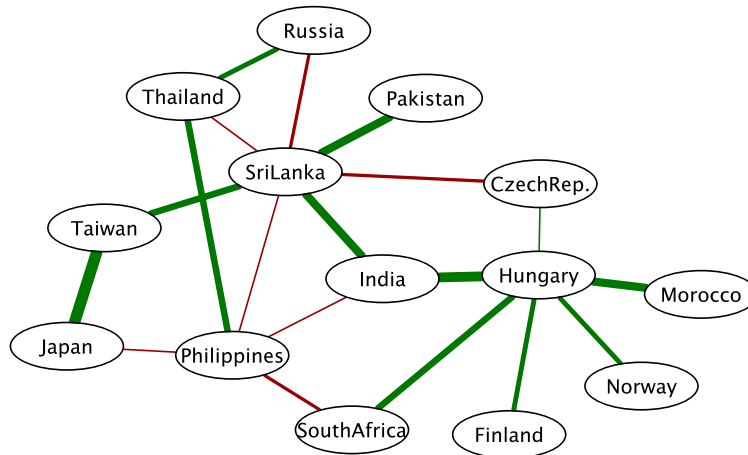 Russia
Thailand
Pakistan
SriLanka
CzechRep.
Taiwan
India
Hungary
Morocco
Japan
Philippines
Norway
SouthAfrica
Finland